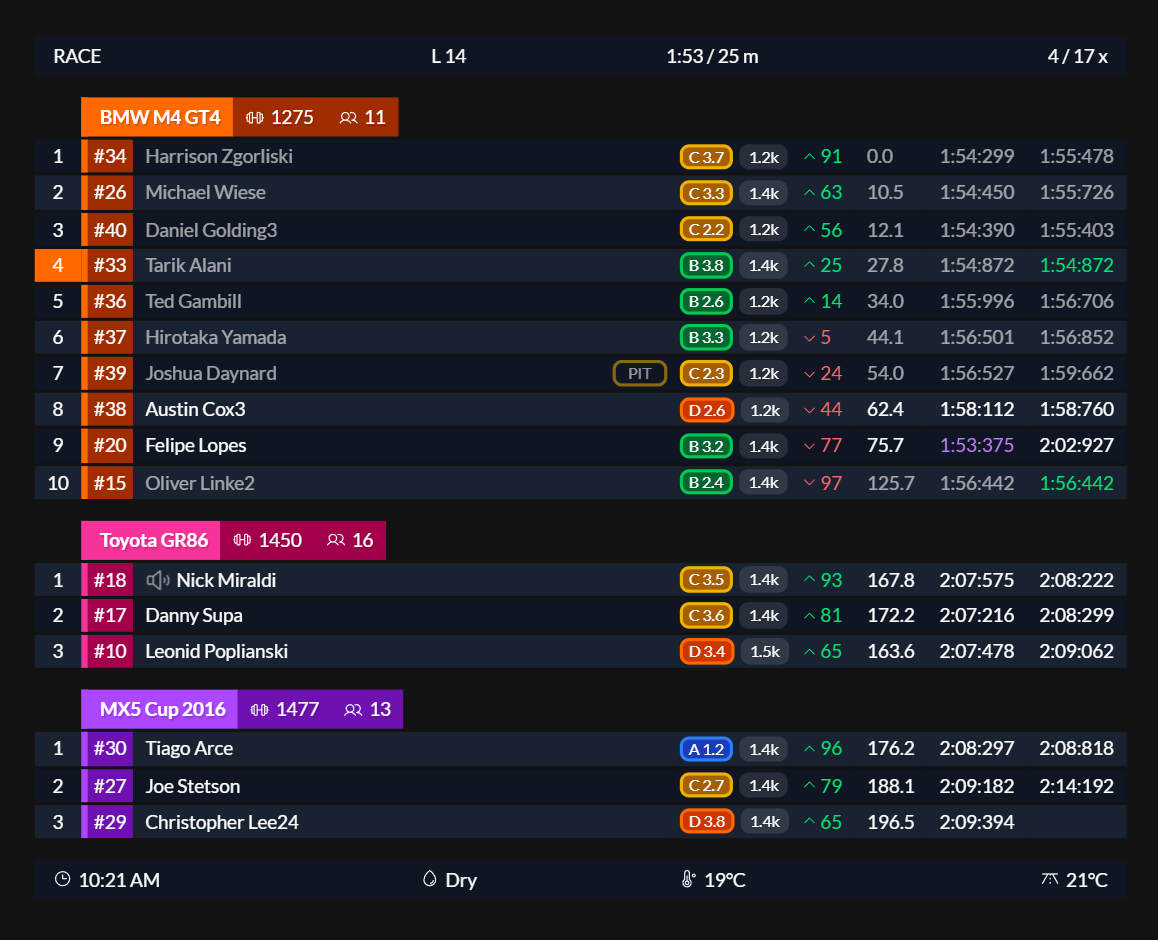 RACE L 14 1:53 / 25 m 4 / 17 x
BMW M4 GT4 1275 11
1 #34 Harrison Zgorliski C 3.7 1.2k 91 0.0 1:54:299 1:55:478
2 #26 Michael Wiese C 3.3 1.4k 63 10.5 1:54:450 1:55:726
3 #40 Daniel Golding3 C 2.2 1.2k 56 12.1 1:54:390 1:55:403
4 #33 Tarik Alani B 3.8 1.4k 25 27.8 1:54:872 1:54:872
5 #36 Ted Gambill B 2.6 1.2k 14 34.0 1:55:996 1:56:706
6 #37 Hirotaka Yamada B 3.3 1.2k 5 44.1 1:56:501 1:56:852
7 #39 Joshua Daynard PIT C 2.3 1.2k 24 54.0 1:56:527 1:59:662
8 #38 Austin Cox3 D 2.6 1.2k 44 62.4 1:58:112 1:58:760
9 #20 Felipe Lopes B 3.2 1.4k 77 75.7 1:53:375 2:02:927
10 #15 Oliver Linke2 B 2.4 1.4k 97 125.7 1:56:442 1:56:442
Toyota GR86 1450 16
1 #18 Nick Miraldi C 3.5 1.4k 93 167.8 2:07:575 2:08:222
2 #17 Danny Supa C 3.6 1.4k 81 172.2 2:07:216 2:08:299
3 #10 Leonid Poplianski D 3.4 1.5k 65 163.6 2:07:478 2:09:062
MX5 Cup 2016 1477 13
1 #30 Tiago Arce A 1.2 1.4k 96 176.2 2:08:297 2:08:818
2 #27 Joe Stetson C 2.7 1.4k 79 188.1 2:09:182 2:14:192
3 #29 Christopher Lee24 D 3.8 1.4k 65 196.5 2:09:394
10:21 AM Dry 19°C 21°C